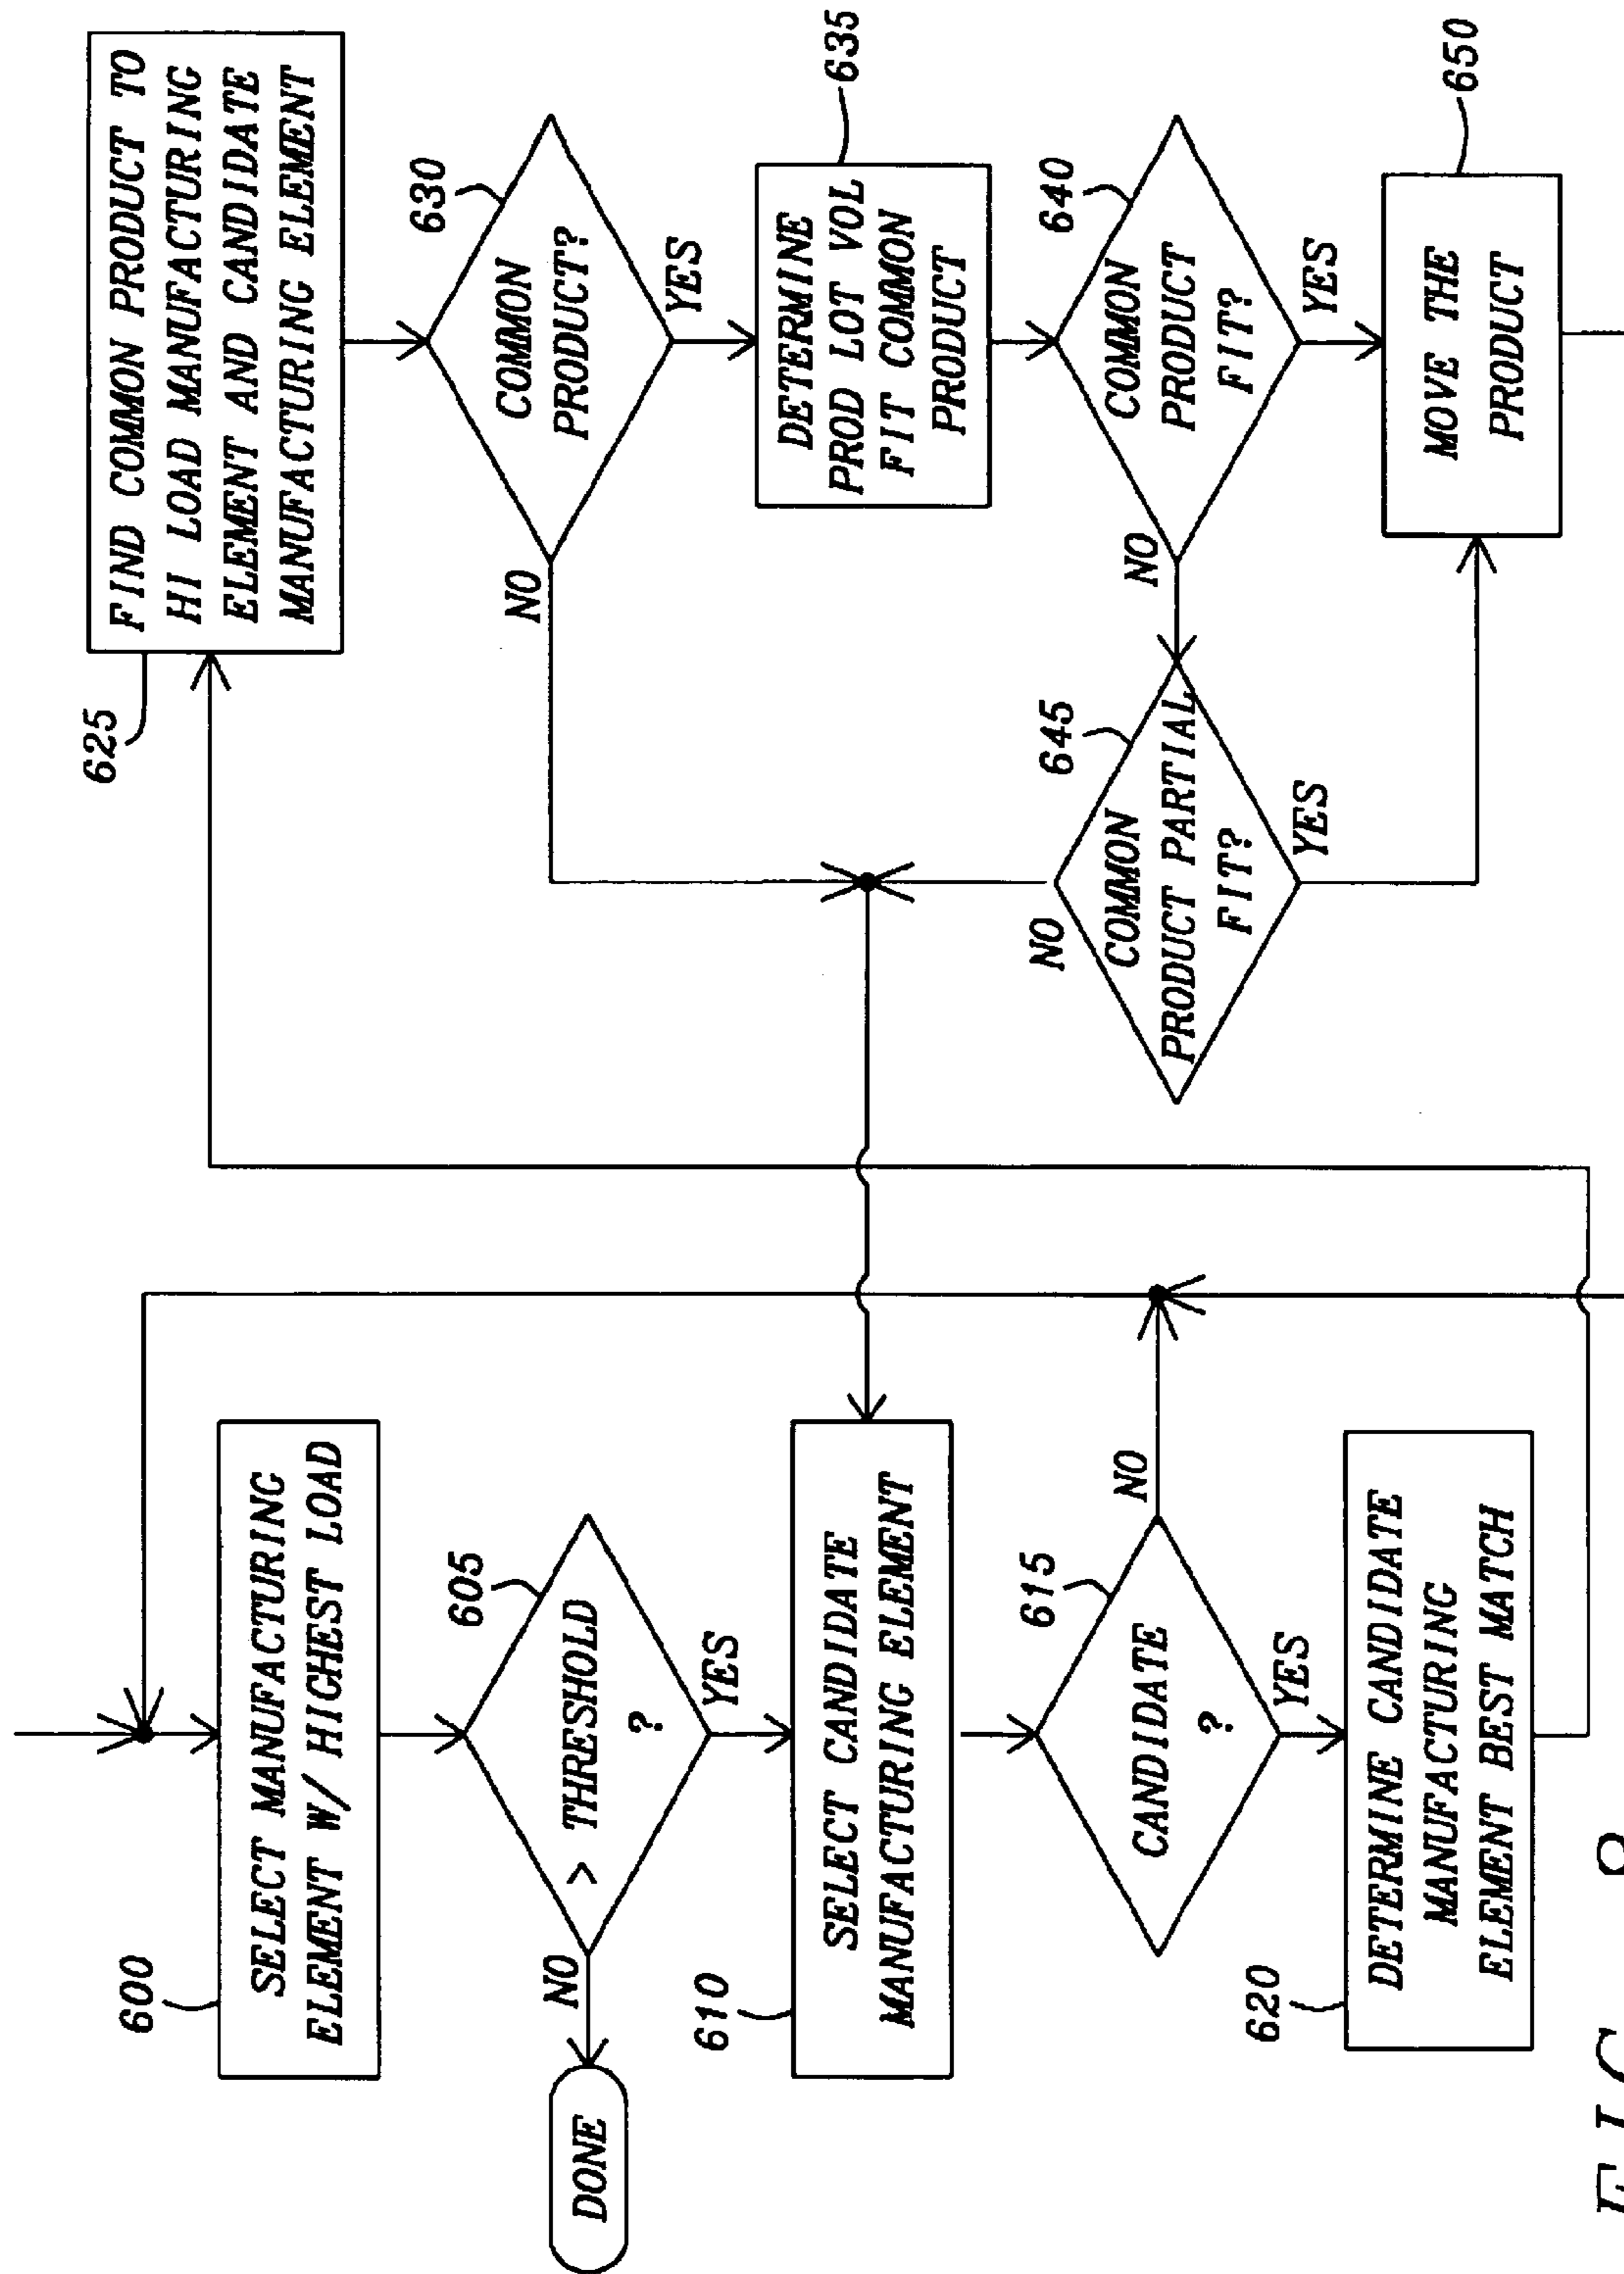 600
SELECT MANUFACTURING
ELEMENT W/ HIGHEST LOAD
605
> THRESHOLD
?
NO
DONE
YES
610
SELECT CANDIDATE
MANUFACTURING ELEMENT
615
CANDIDATE
?
NO
YES
620
DETERMINE CANDIDATE
MANUFACTURING
ELEMENT BEST MATCH
625
FIND COMMON PRODUCT TO
HI LOAD MANUFACTURING
ELEMENT AND CANDIDATE
MANUFACTURING ELEMENT
630
COMMON
PRODUCT?
NO
YES
635
DETERMINE
PROD LOT VOL
FIT COMMON
PRODUCT
640
COMMON
PRODUCT
FIT?
NO
YES
645
COMMON
PRODUCT PARTIAL
FIT?
NO
YES
650
MOVE THE
PRODUCT